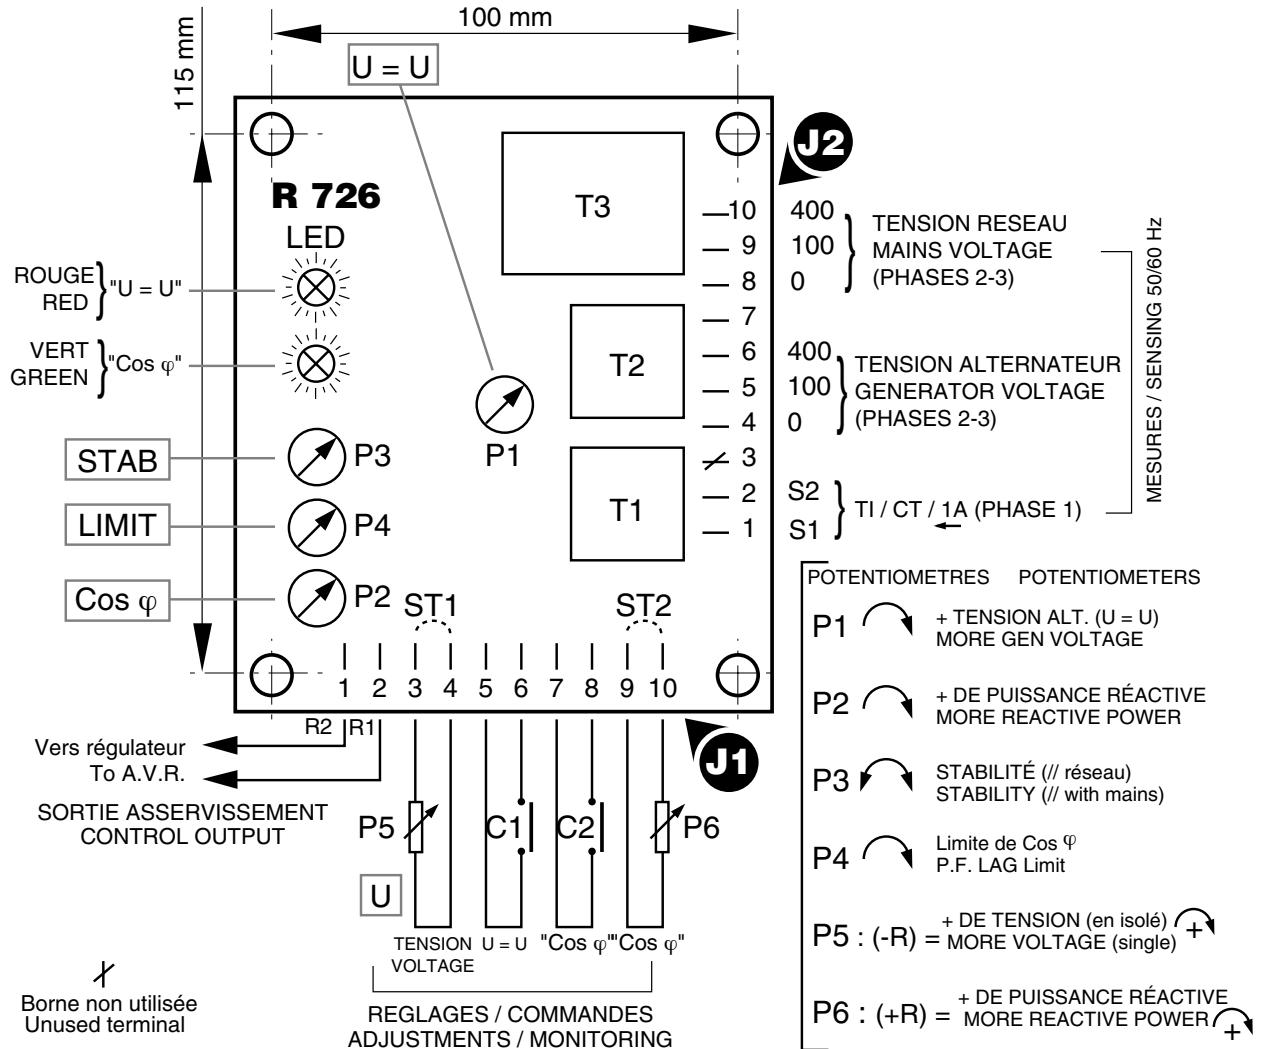 100 mm
115 mm
U = U
J2
R 726
LED
ROUGE
RED
"U = U"
VERT
GREEN
"Cos φ"
STAB
P3
LIMIT
P4
Cos φ
P2
P1
T3
T2
T1
10 400
9 100
8 0
7
6 400
5 100
4 0
3
2 S2
1 S1
TENSION RESEAU
MAINS VOLTAGE
(PHASES 2-3)
TENSION ALTERNATEUR
GENERATOR VOLTAGE
(PHASES 2-3)
TI / CT / 1A (PHASE 1)
MESURES / SENSING 50/60 Hz
ST1 ST2
1 2 3 4 5 6 7 8 9 10
R2 R1
J1
Vers régulateur
To A.V.R.
SORTIE ASSERVISSEMENT
CONTROL OUTPUT
P5 C1 C2 P6
U
TENSION
VOLTAGE
U = U
"Cos φ"
"Cos φ"
REGLAGES / COMMANDES
ADJUSTMENTS / MONITORING
Borne non utilisée
Unused terminal
POTENTIOMETRES POTENTIOMETERS
P1 + TENSION ALT. (U = U)
MORE GEN VOLTAGE
P2 + DE PUISSANCE RÉACTIVE
MORE REACTIVE POWER
P3 STABILITÉ (// réseau)
STABILITY (// with mains)
P4 Limite de Cos φ
P.F. LAG Limit
P5 : (-R) = + DE TENSION (en isolé)
MORE VOLTAGE (single) +
P6 : (+R) = + DE PUISSANCE RÉACTIVE
MORE REACTIVE POWER +